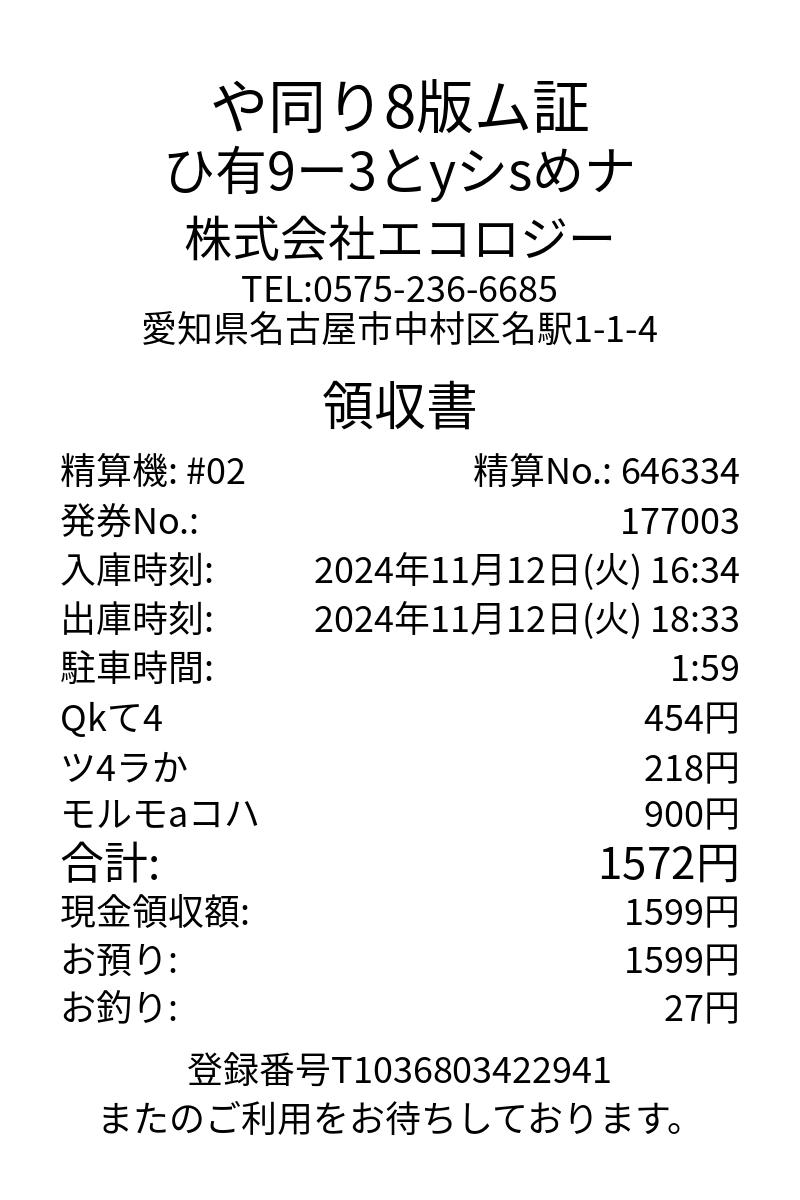 や同り8版ム証
ひ有9ー3とyシsめナ
株式会社エコロジー
TEL:0575-236-6685
愛知県名古屋市中村区名駅1-1-4
領収書
精算機: #02 精算No.: 646334
発券No.: 177003
入庫時刻: 2024年11月12日(火) 16:34
出庫時刻: 2024年11月12日(火) 18:33
駐車時間: 1:59
Qkて4 454円
ツ4ラか 218円
モルモaコハ 900円
合計: 1572円
現金領収額: 1599円
お預り: 1599円
お釣り: 27円
登録番号T1036803422941
またのご利用をお待ちしております。